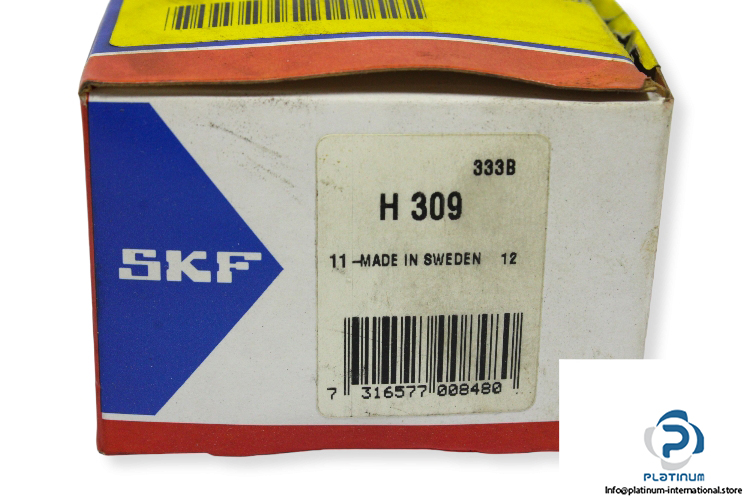 333B
H 309
SKF
11-MADE IN SWEDEN 12
7 316577 008480
PLATINUM
Info@platinum-international.store